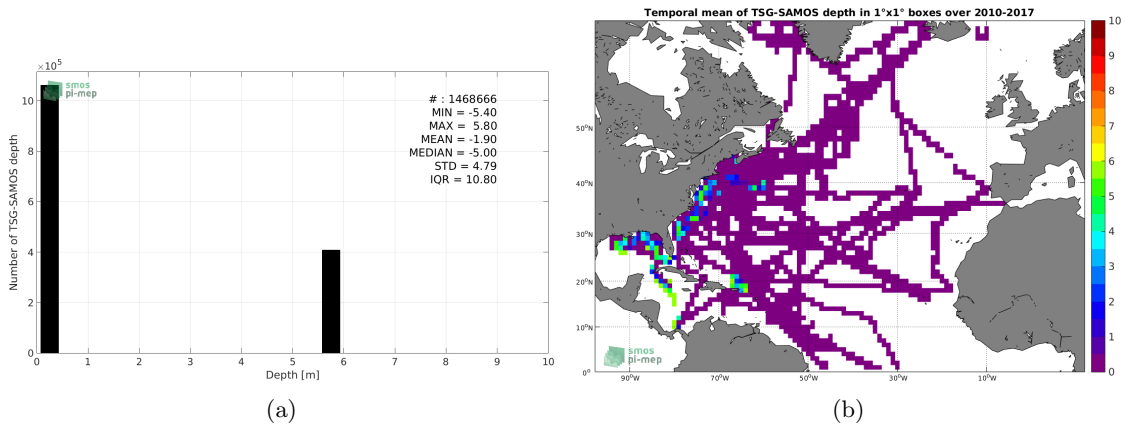 ×10⁵
smos
pi-mep
# : 1468666
MIN = -5.40
MAX = 5.80
MEAN = -1.90
MEDIAN = -5.00
STD = 4.79
IQR = 10.80
10
8
6
4
2
0
Number of TSG-SAMOS depth
0 1 2 3 4 5 6 7 8 9 10
Depth [m]
(a)
Temporal mean of TSG-SAMOS depth in 1°x1° boxes over 2010-2017
50°N
40°N
30°N
20°N
10°N
0°
90°W 70°W 50°W 30°W 10°W
smos
pi-mep
10
9
8
7
6
5
4
3
2
1
0
(b)